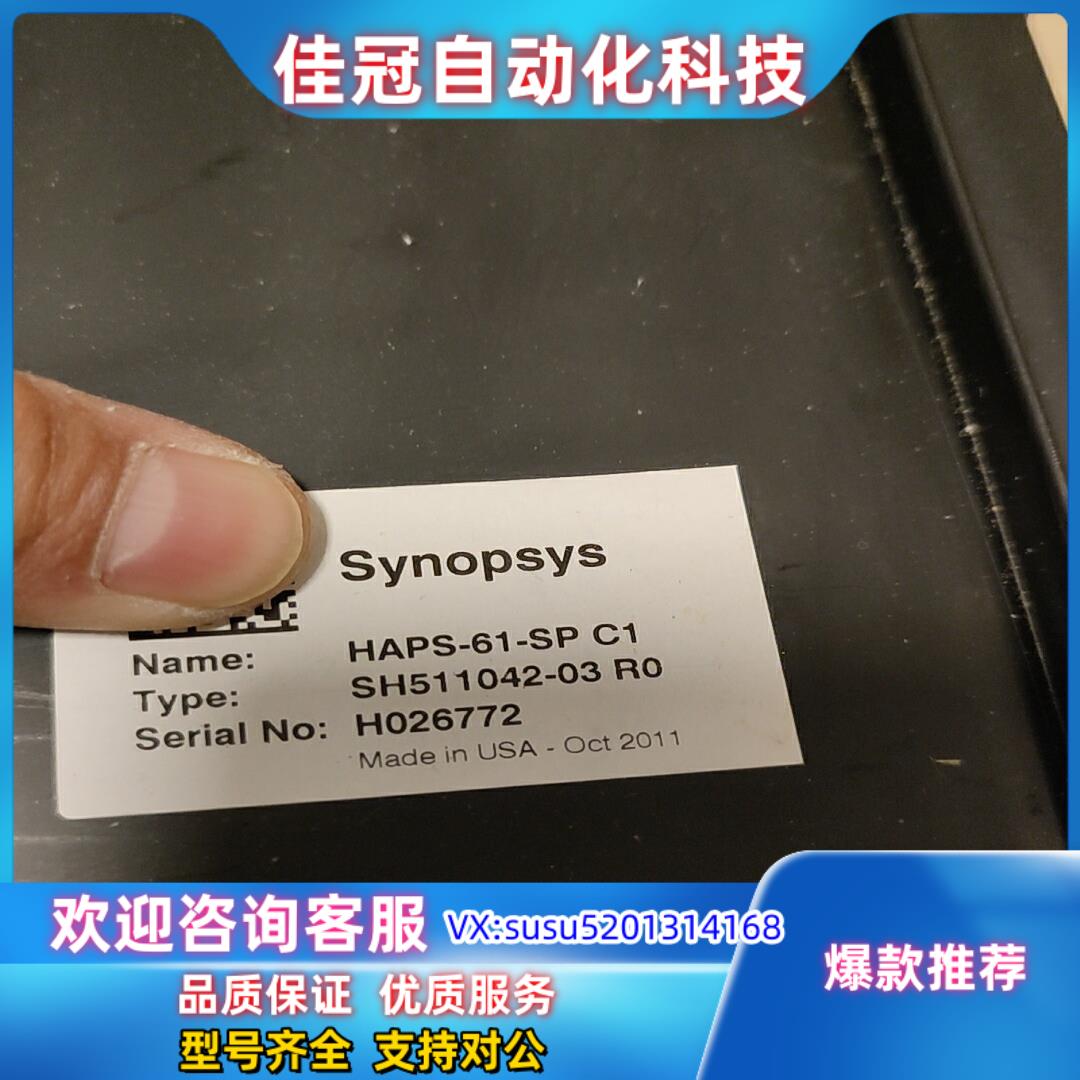 佳冠自动化科技
Synopsys
Name: HAPS-61-SP C1
Type: SH511042-03 R0
Serial No: H026772
Made in USA - Oct 2011
欢迎咨询客服 VX:susu5201314168
爆款推荐
品质保证 优质服务
型号齐全 支持对公